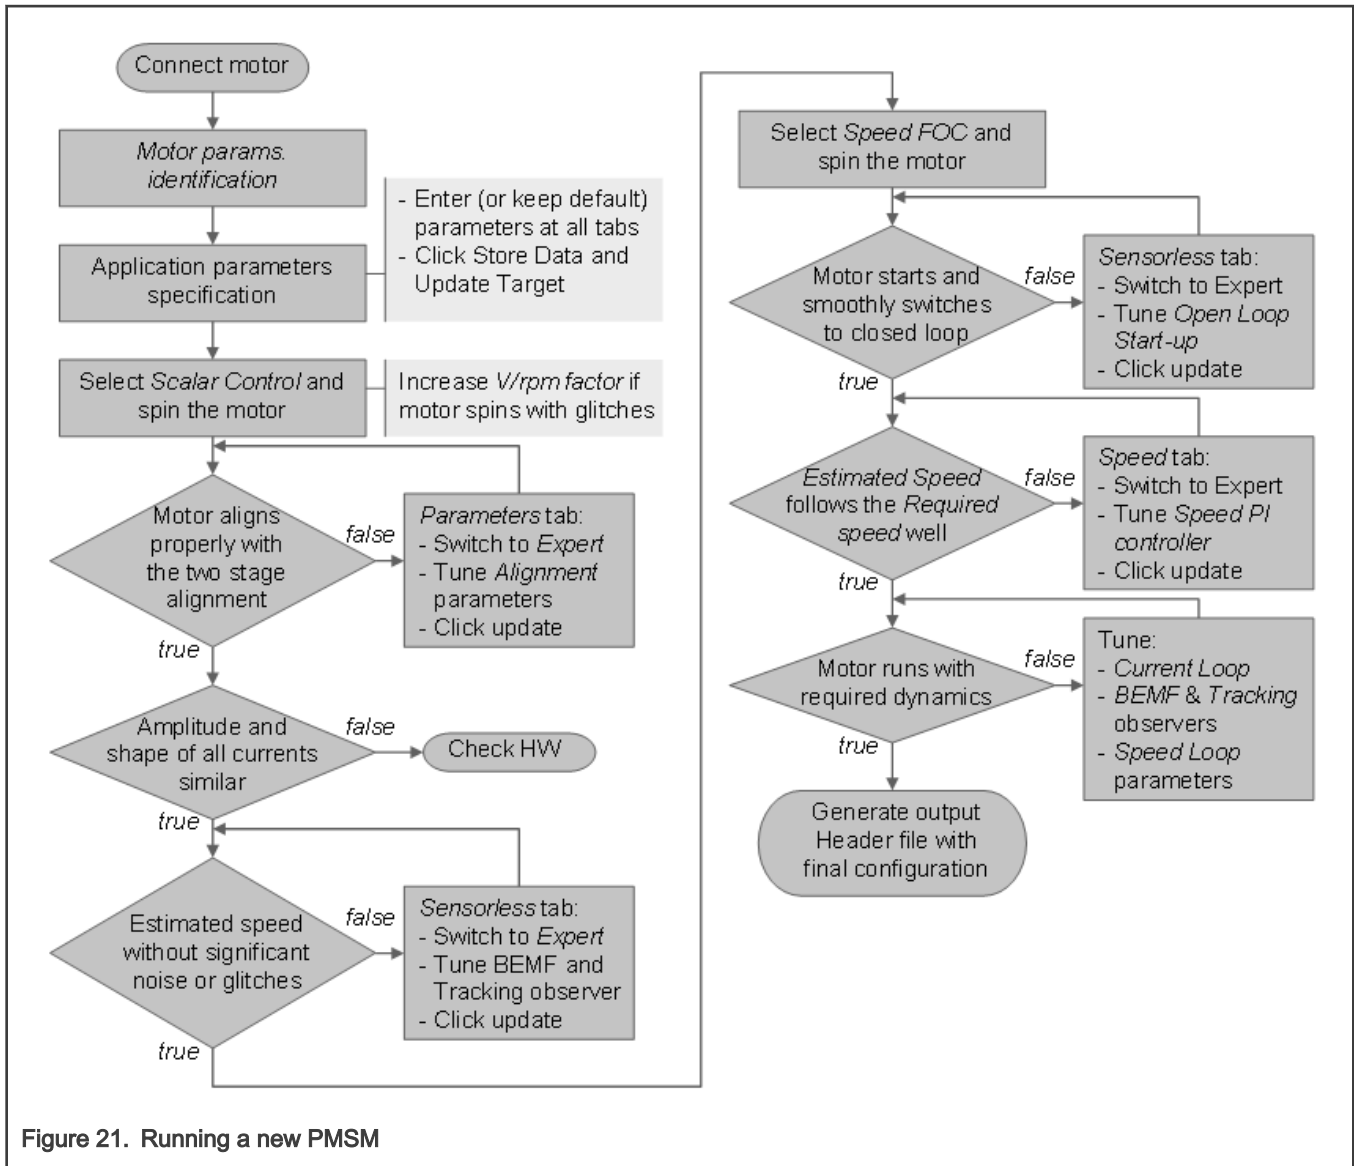 Connect motor
Motor params.
identification
Application parameters
specification
- Enter (or keep default)
parameters at all tabs
- Click Store Data and
Update Target
Select Scalar Control and
spin the motor
Increase V/rpm factor if
motor spins with glitches
Motor aligns
properly with
the two stage
alignment
false
Parameters tab:
- Switch to Expert
- Tune Alignment
parameters
- Click update
true
Amplitude and
shape of all currents
similar
false
Check HW
true
Estimated speed
without significant
noise or glitches
false
Sensorless tab:
- Switch to Expert
- Tune BEMF and
Tracking observer
- Click update
true
Select Speed FOC and
spin the motor
Motor starts and
smoothly switches
to closed loop
false
Sensorless tab:
- Switch to Expert
- Tune Open Loop
Start-up
- Click update
true
Estimated Speed
follows the Required
speed well
false
Speed tab:
- Switch to Expert
- Tune Speed PI
controller
- Click update
true
Motor runs with
required dynamics
false
Tune:
- Current Loop
- BEMF & Tracking
observers
- Speed Loop
parameters
true
Generate output
Header file with
final configuration
Figure 21. Running a new PMSM